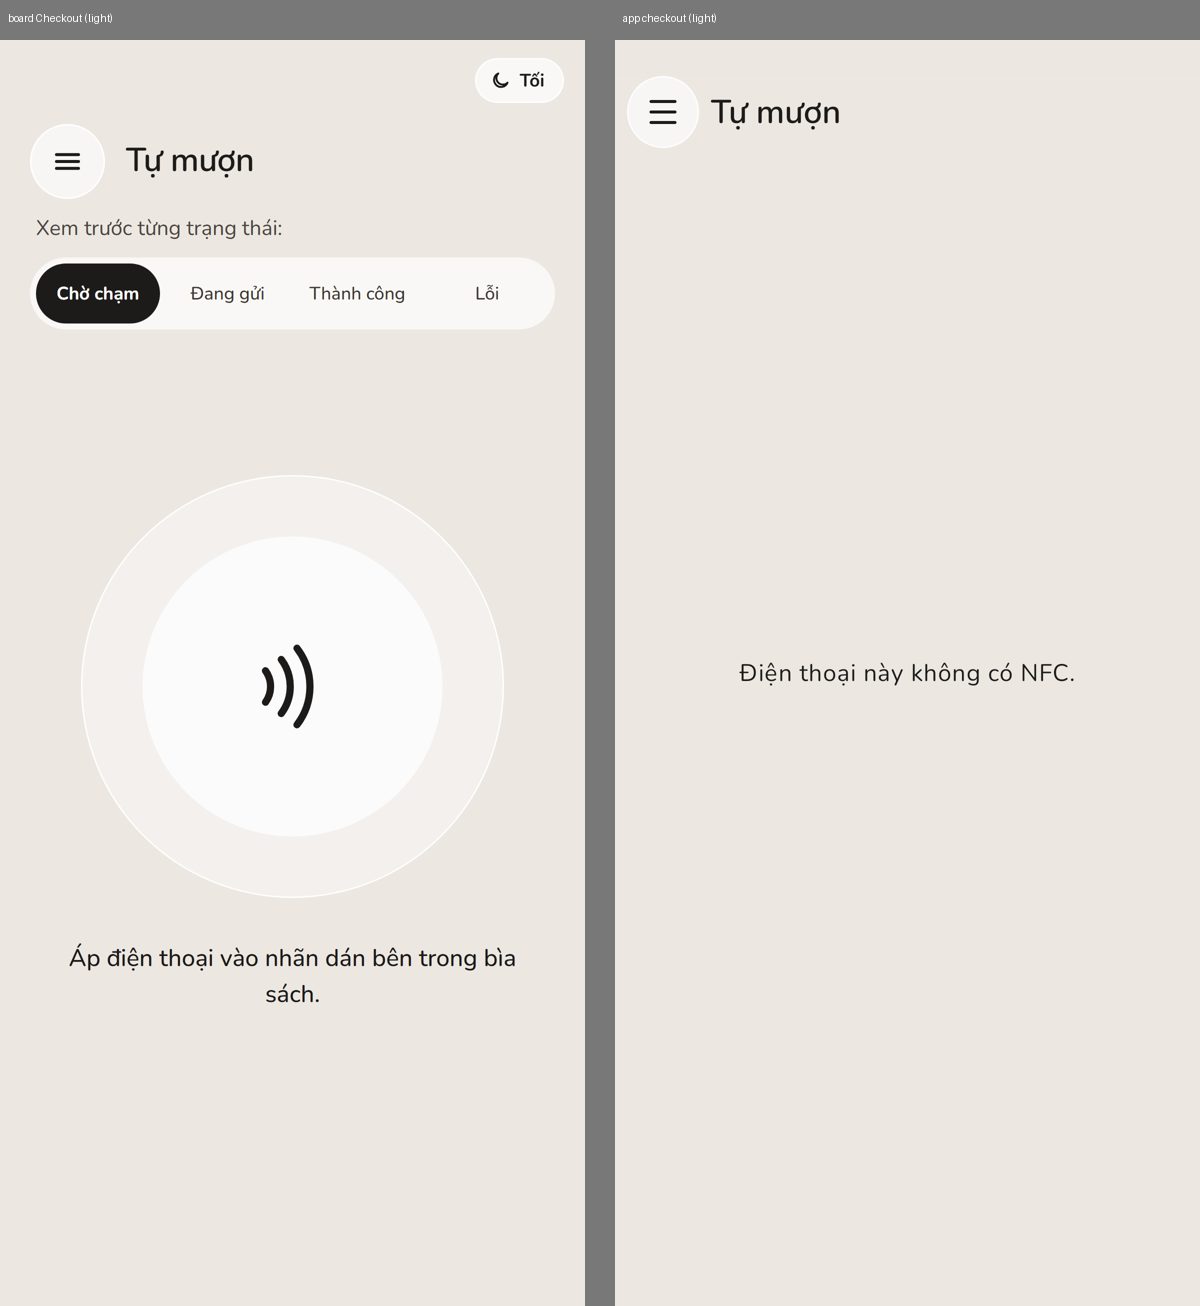 board Checkout (light)
Tối
Tự mượn
Xem trước từng trạng thái:
Chờ chạm
Đang gửi
Thành công
Lỗi
Áp điện thoại vào nhãn dán bên trong bìa
sách.
app checkout (light)
Tự mượn
Điện thoại này không có NFC.